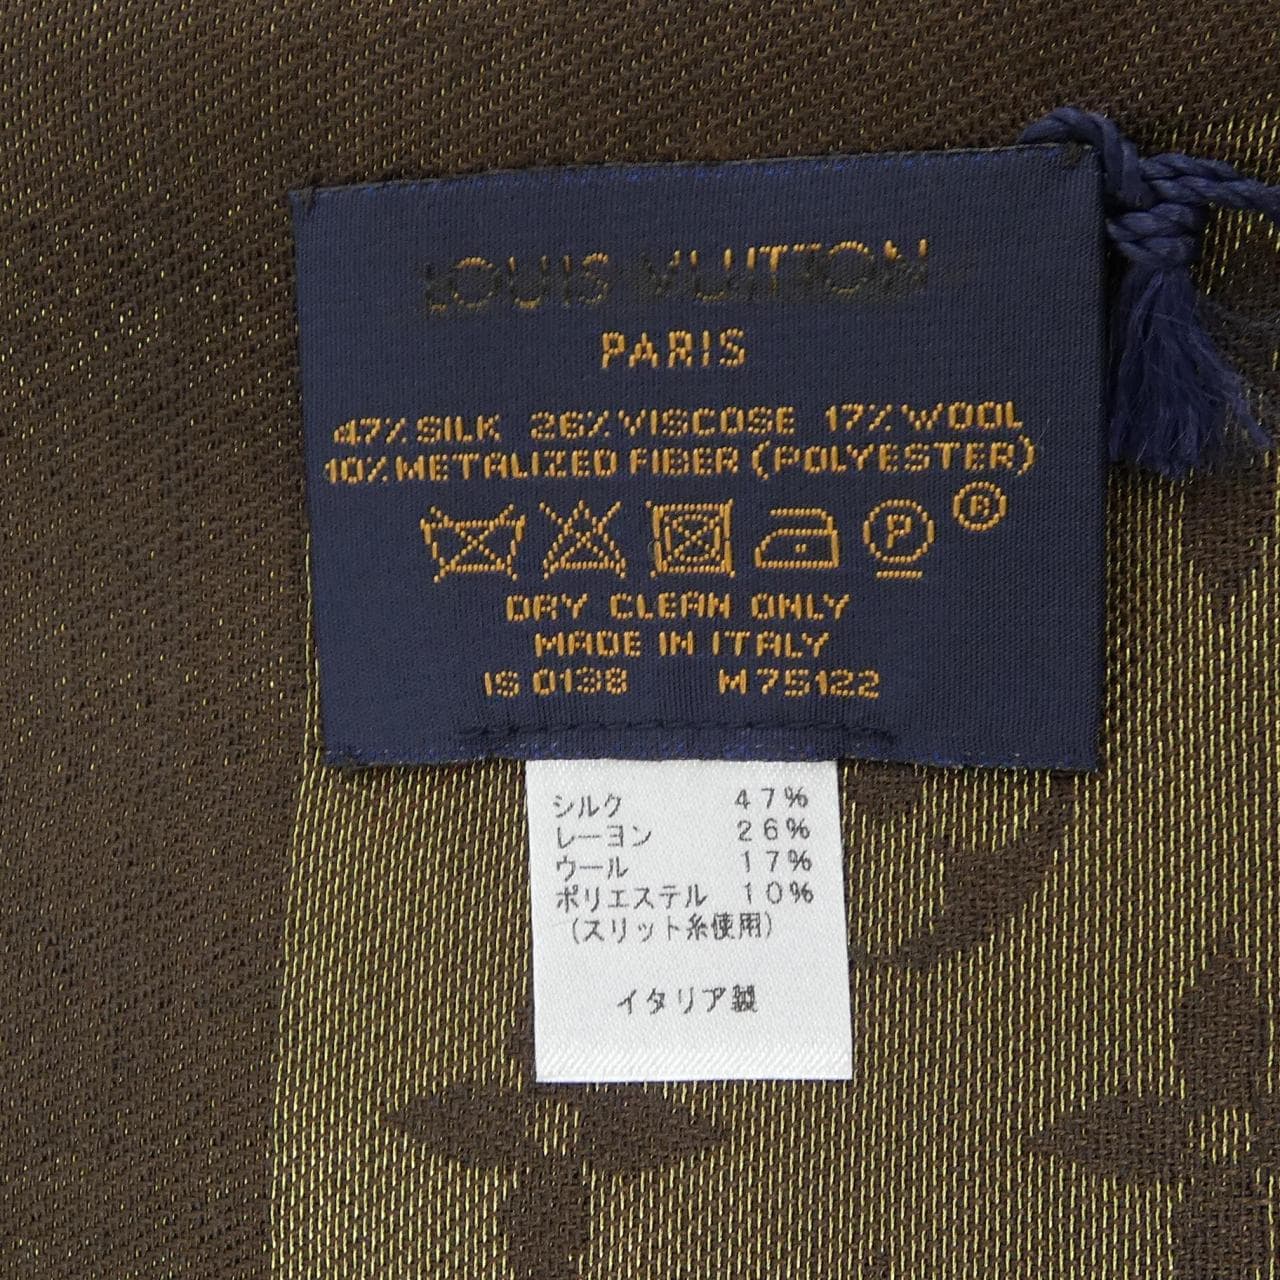 LOUIS VUITTON
PARIS
47% SILK 26% VISCOSE 17% WOOL
10% METALIZED FIBER (POLYESTER)
P
®
DRY CLEAN ONLY
MADE IN ITALY
IS 0138 M75122
シルク 47%
レーヨン 26%
ウール 17%
ポリエステル 10%
(スリット糸使用)
イタリア製